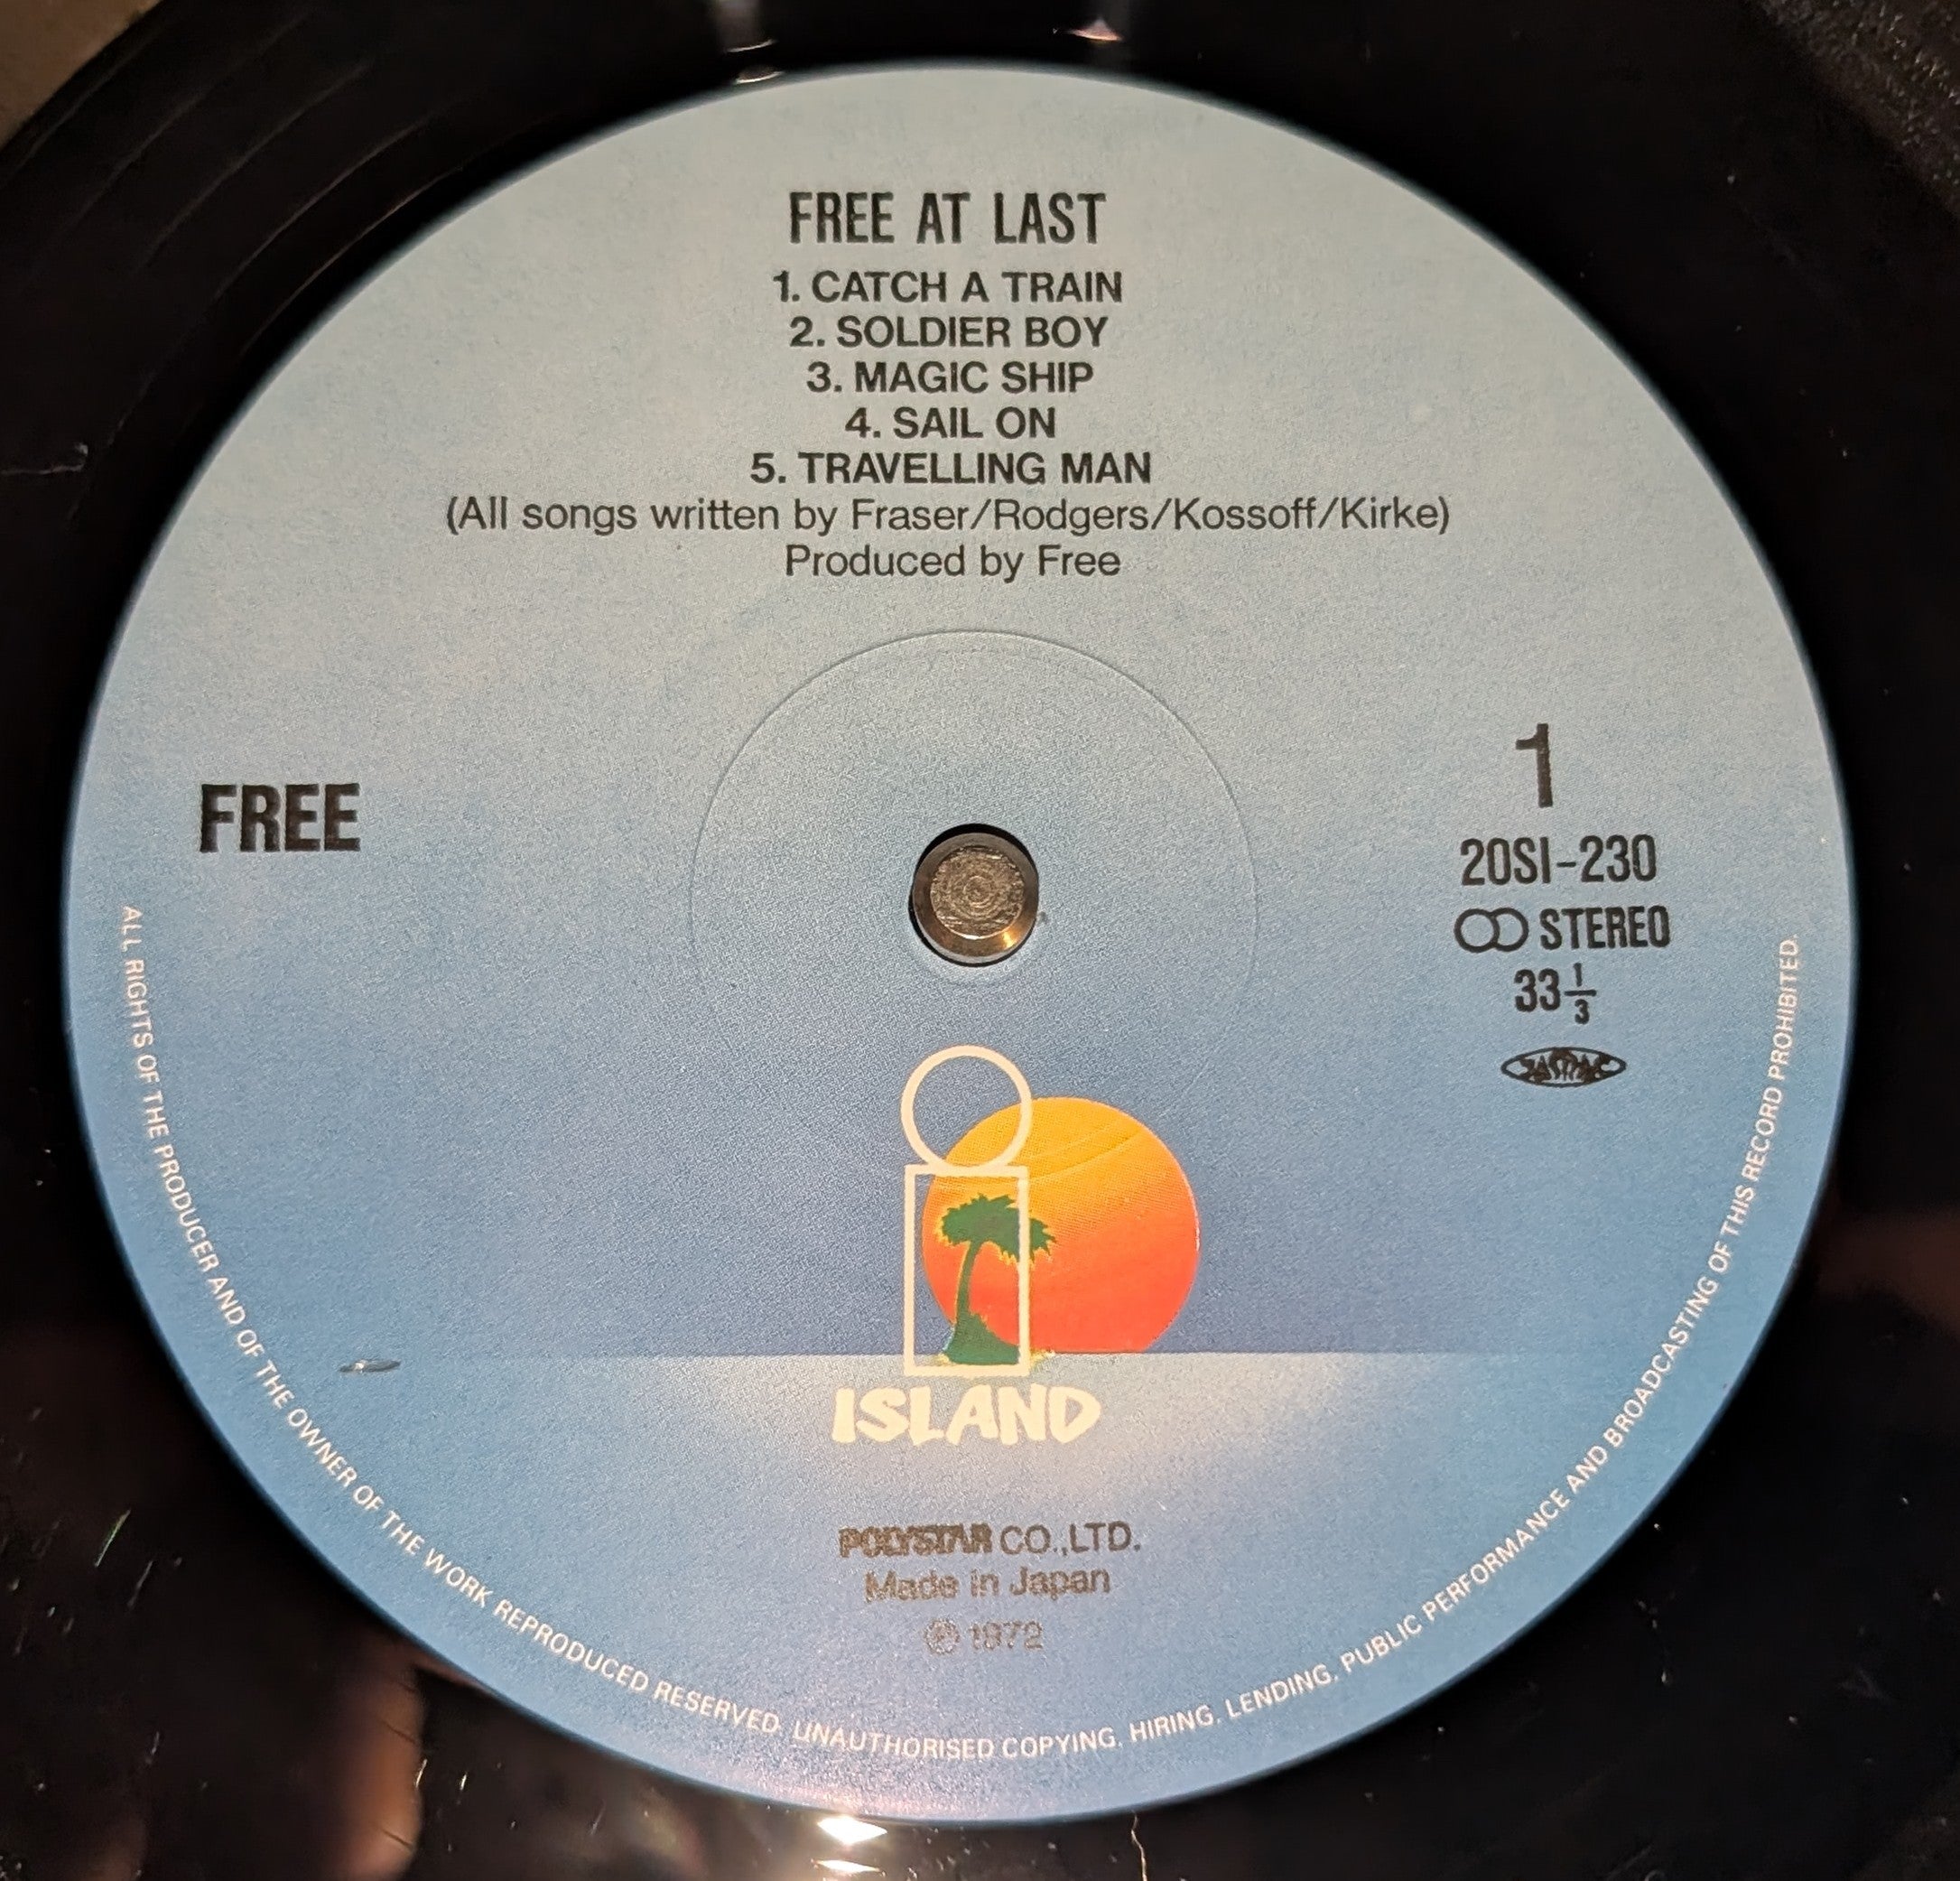 FREE AT LAST
1. CATCH A TRAIN
2. SOLDIER BOY
3. MAGIC SHIP
4. SAIL ON
5. TRAVELLING MAN
(All songs written by Fraser/Rodgers/Kossoff/Kirke)
Produced by Free
FREE
1
20SI-230
STEREO
33 1/3
JASRAC
ISLAND
POLYSTAR CO.,LTD.
Made in Japan
℗ 1972
ALL RIGHTS OF THE PRODUCER AND OF THE OWNER OF THE WORK REPRODUCED RESERVED. UNAUTHORISED COPYING, HIRING, LENDING, PUBLIC PERFORMANCE AND BROADCASTING OF THIS RECORD PROHIBITED.